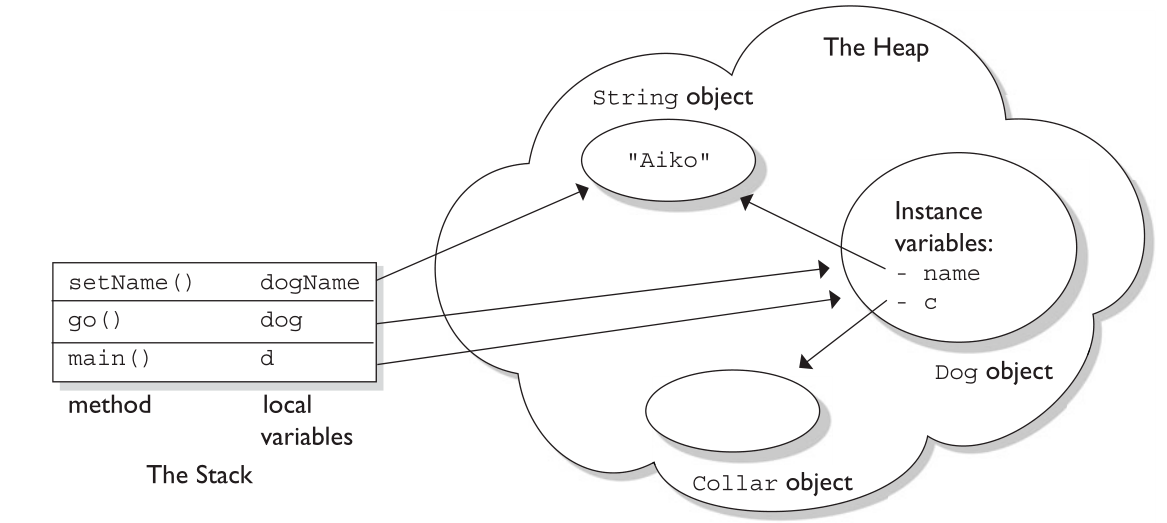 The Heap
String object
"Aiko"
Instance
variables:
- name
- c
Dog object
Collar object
setName() dogName
go() dog
main() d
method local
variables
The Stack